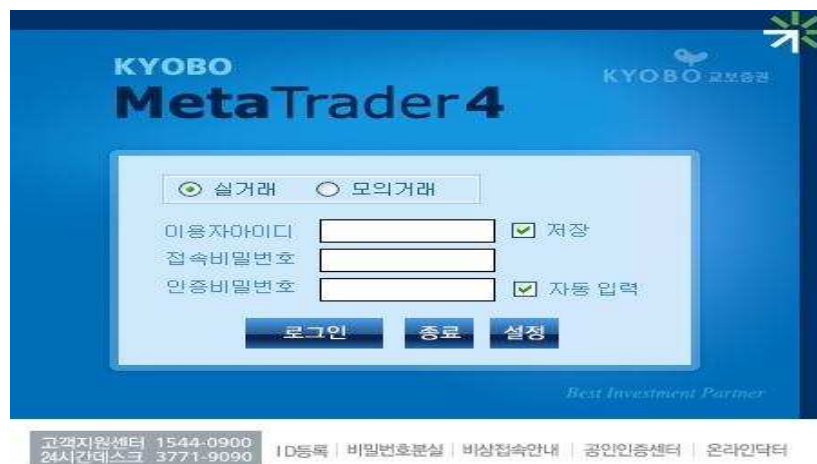 KYOBO
MetaTrader 4
KYOBO 교보증권
실거래 모의거래
이용자아이디 저장
접속비밀번호
인증비밀번호 자동 입력
로그인 종료 설정
Best Investment Partner
고객지원센터 1544-0900
24시간데스크 3771-9090
ID등록 비밀번호분실 비상접속안내 공인인증센터 온라인닥터